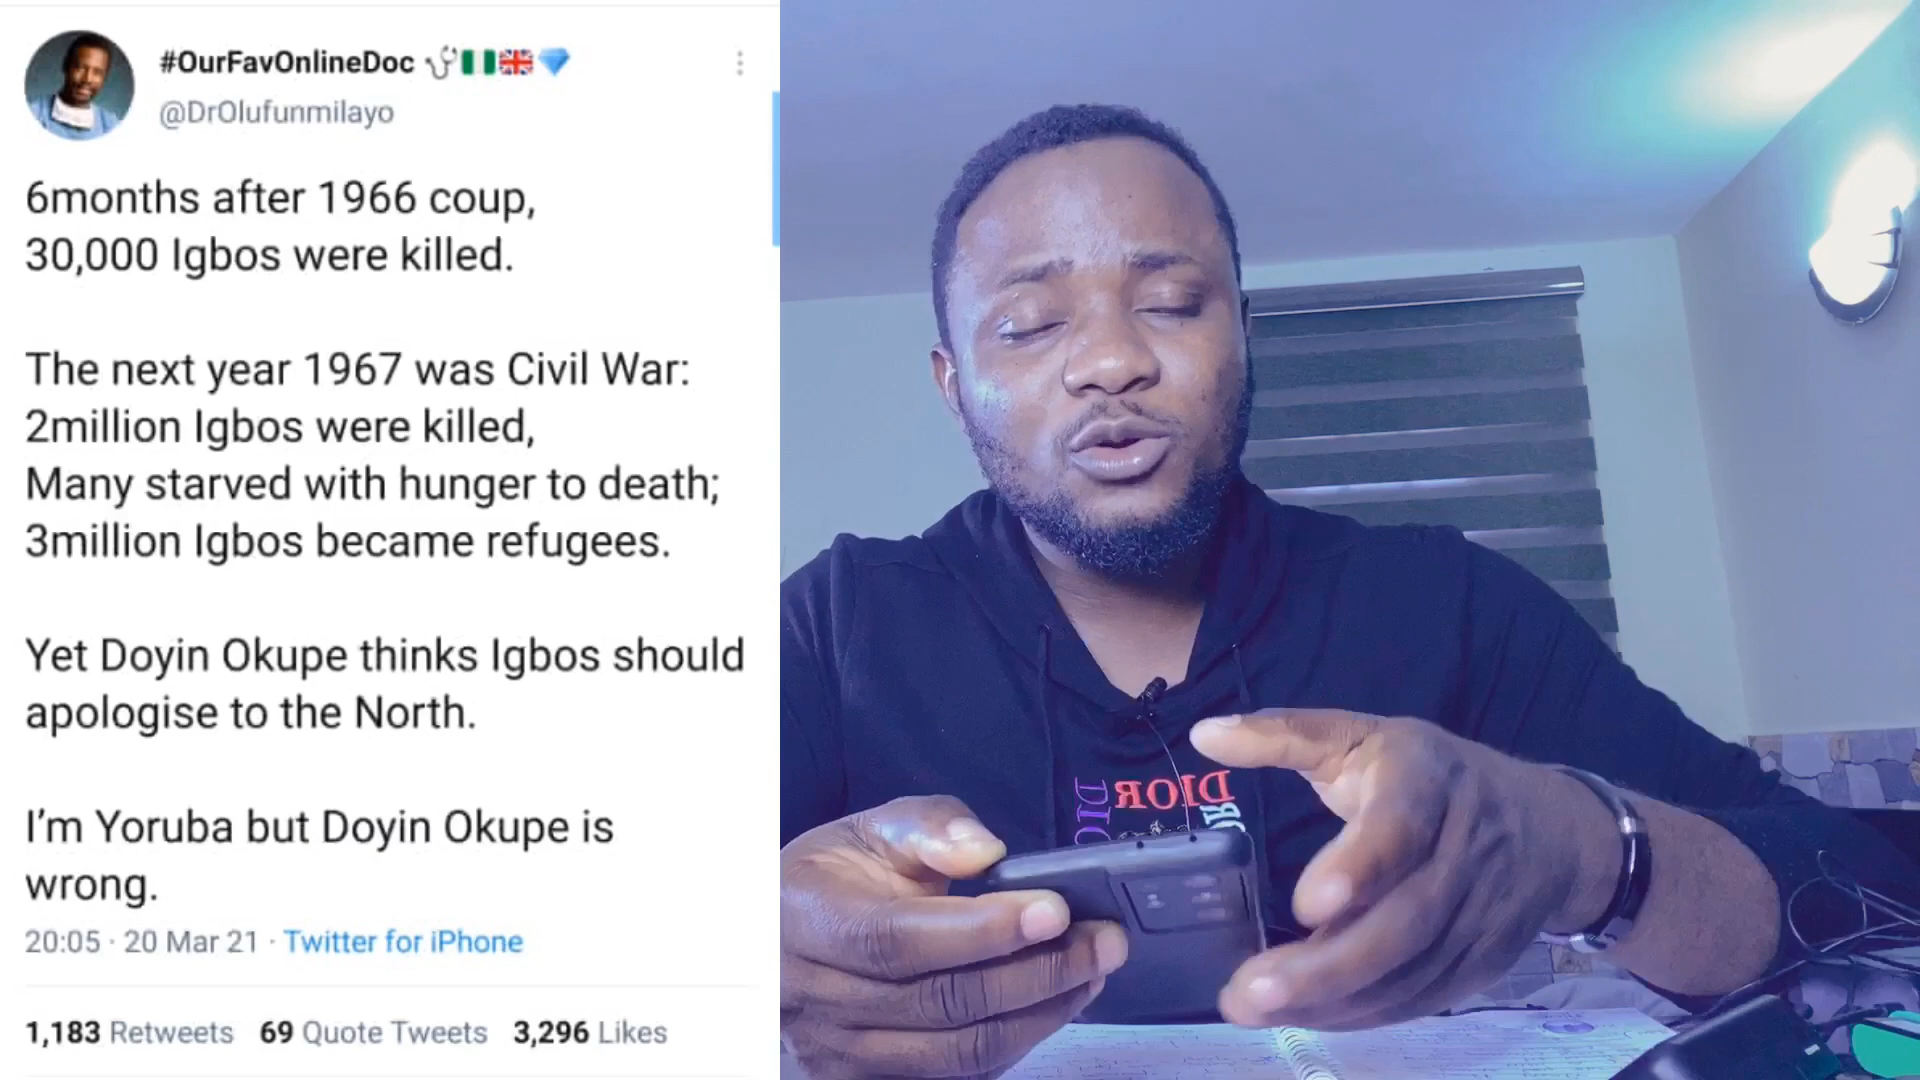 #OurFavOnlineDoc
@DrOlufunmilayo
6months after 1966 coup,
30,000 Igbos were killed.
The next year 1967 was Civil War:
2million Igbos were killed,
Many starved with hunger to death;
3million Igbos became refugees.
Yet Doyin Okupe thinks Igbos should
apologise to the North.
I'm Yoruba but Doyin Okupe is
wrong.
20:05 · 20 Mar 21 · Twitter for iPhone
1,183 Retweets 69 Quote Tweets 3,296 Likes
DIOR